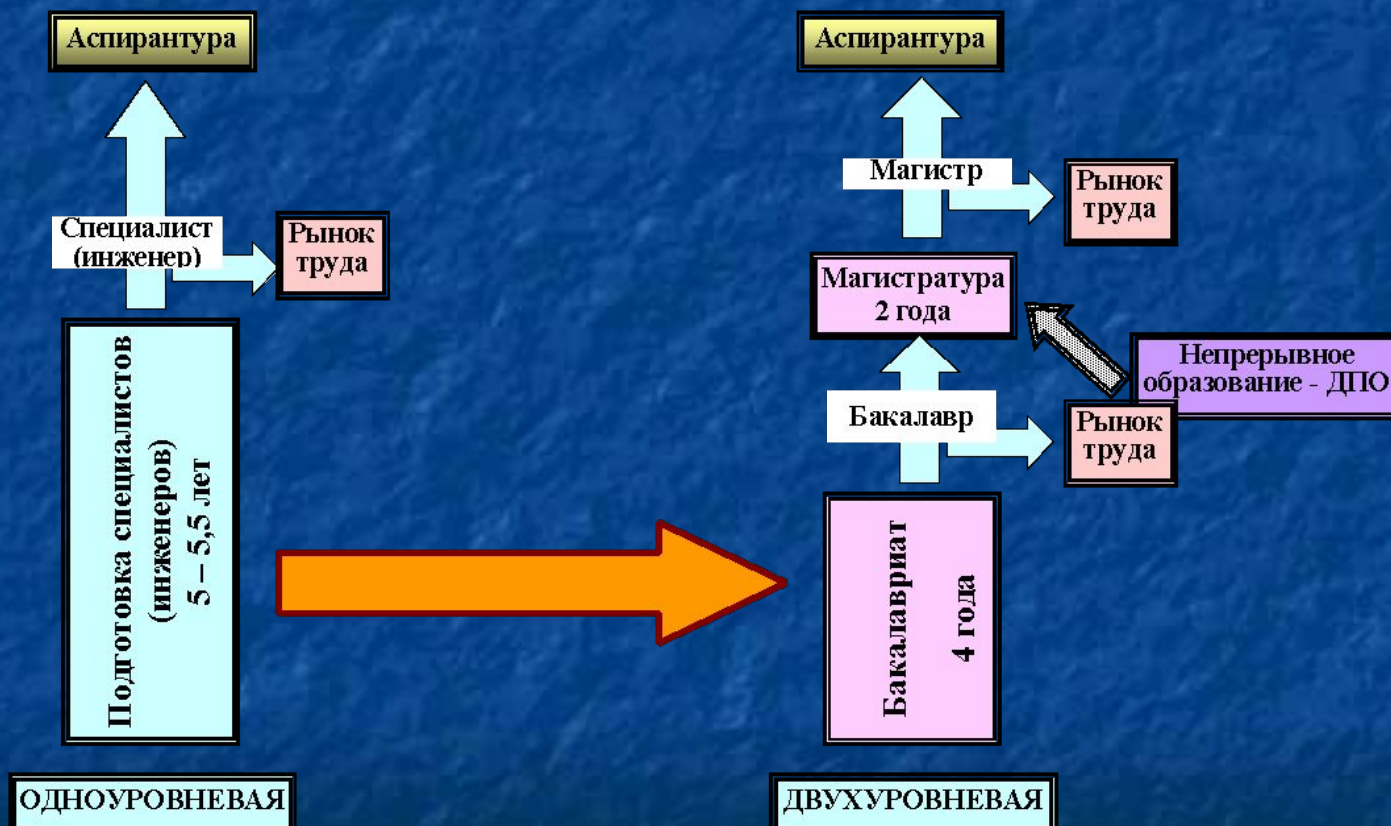 Аспирантура
Специалист
(инженер)
Рынок
труда
Подготовка специалистов
(инженеров)
5 – 5,5 лет
ОДНОУРОВНЕВАЯ
Аспирантура
Магистр
Рынок
труда
Магистратура
2 года
Непрерывное
образование - ДПО
Бакалавр
Рынок
труда
Бакалавриат
4 года
ДВУХУРОВНЕВАЯ